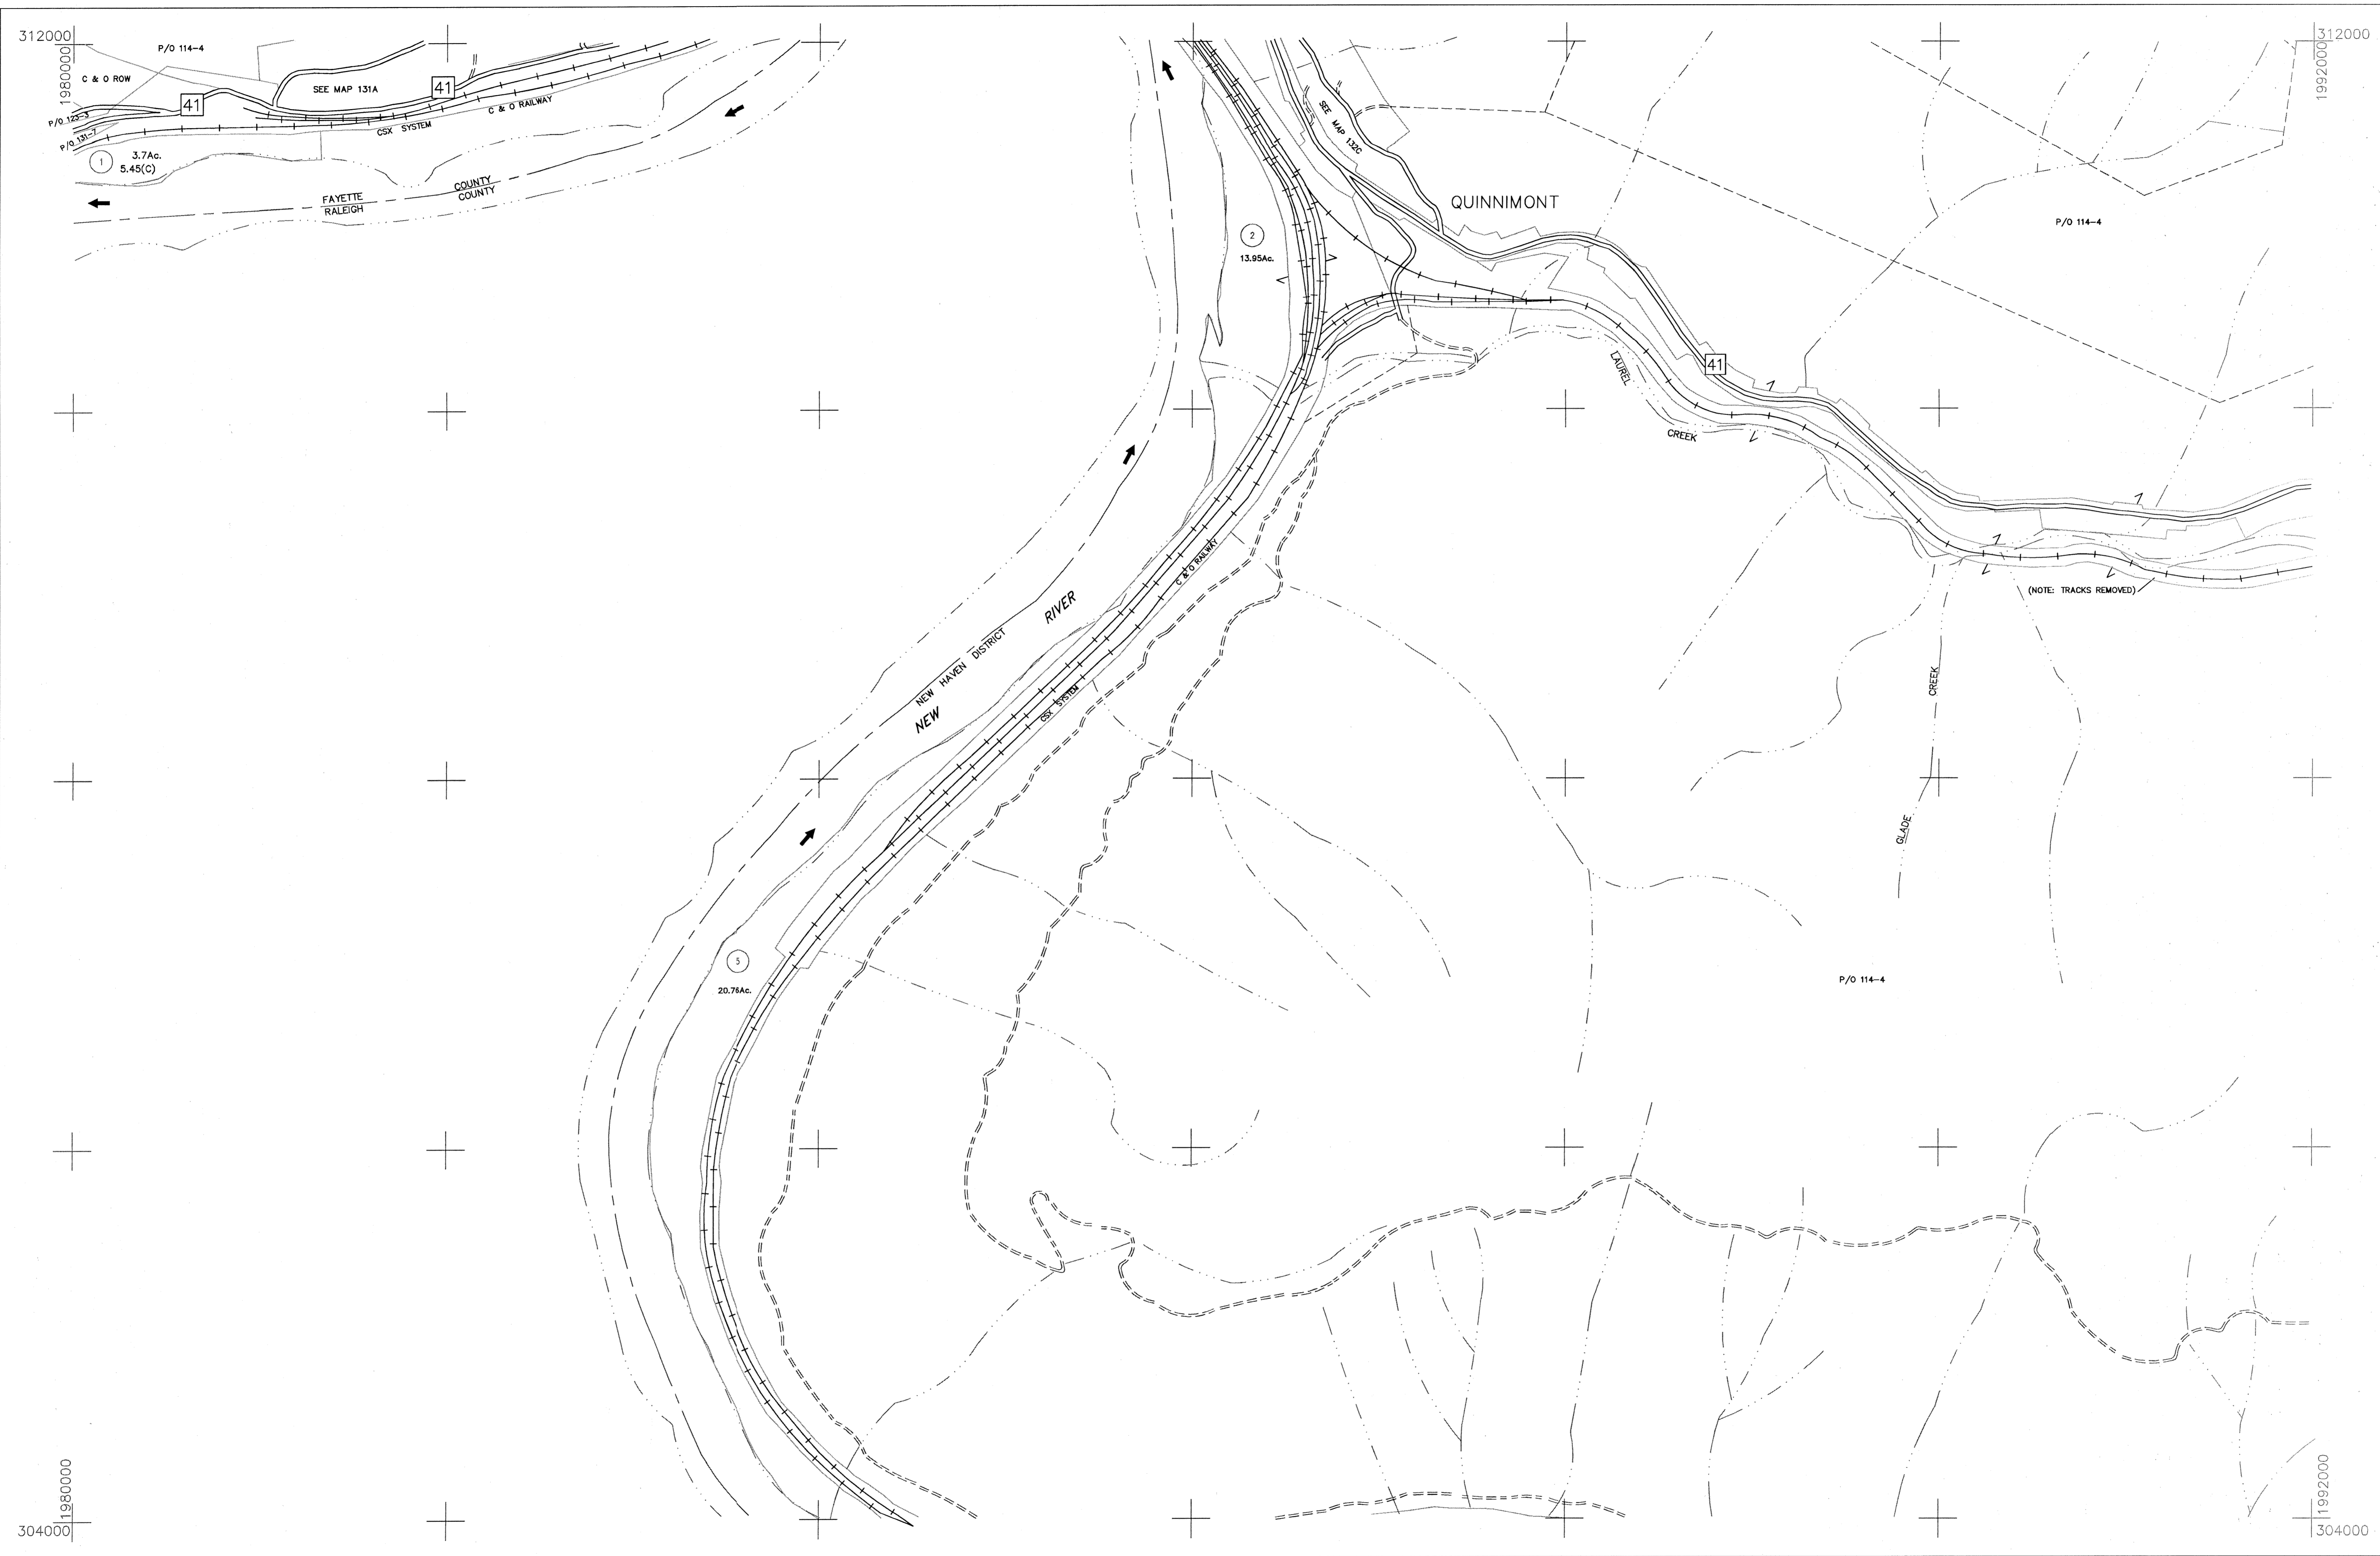 312000
1980000
P/O 114-4
C & O ROW
SEE MAP 131A
41
41
P/O 123-3
P/O 131-7
C & O RAILWAY
CSX SYSTEM
1
3.7Ac.
5.45(C)
FAYETTE COUNTY
RALEIGH COUNTY
312000
1992000
SEE MAP 132C
QUINNIMONT
P/O 114-4
2
13.95Ac.
LAUREL
CREEK
41
C & O RAILWAY
(NOTE: TRACKS REMOVED)
NEW HAVEN DISTRICT
NEW RIVER
CSX SYSTEM
CREEK
GLADE
5
20.76Ac.
P/O 114-4
1980000
304000
1992000
304000